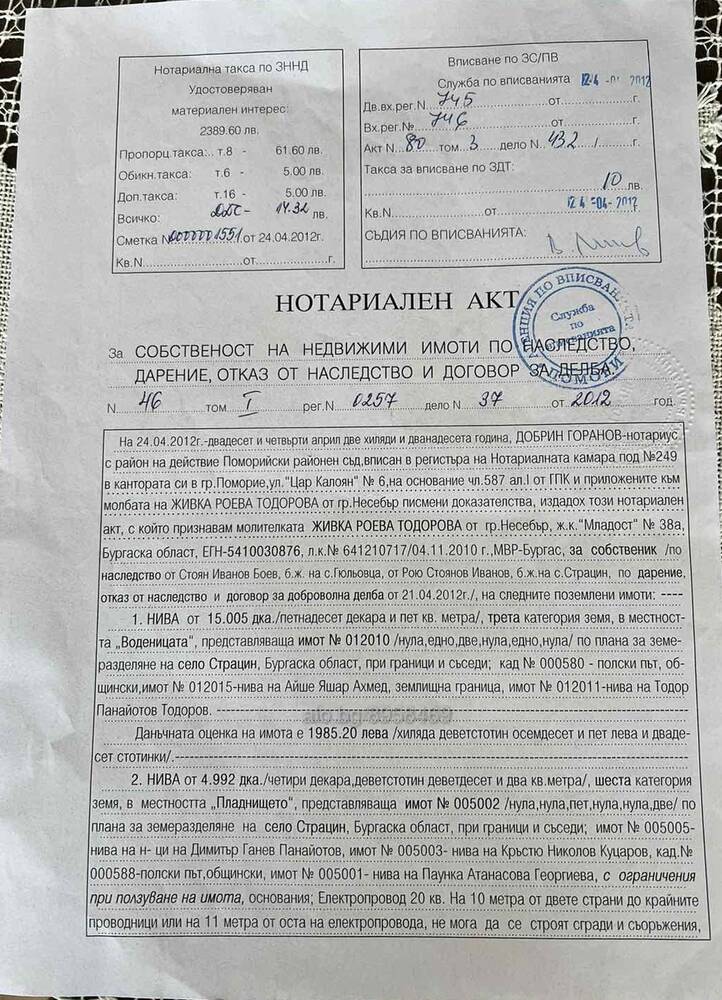 Нотариална такса по ЗННД
Удостоверяван
материален интерес:
2389.60 лв.
Пропорц.такса:. т.8 - 61.60 лв.
Обикн.такса: т.6 - 5.00 лв.
Доп.такса: т.16 - 5.00 лв.
Всичко: ДДС- 14.32 лв.
Сметка №0000001551 от 24.04.2012г.
Кв.N от г.
Вписване по ЗС/ПВ
Служба по вписванията 2012
Дв.вх.рег.N 745 от г.
Вх.рег.№ 746 от г.
Акт N 80 том 3 дело N 432 / г.
Такса за вписване по ЗДТ:
10 лв.
Кв.N от 24 -04- 2012
СЪДИЯ ПО ВПИСВАНИЯТА:
НОТАРИАЛЕН АКТ
Служба
по
вписванията
За СОБСТВЕНОСТ НА НЕДВИЖИМИ ИМОТИ ПО НАСЛЕДСТВО,
ДАРЕНИЕ, ОТКАЗ ОТ НАСЛЕДСТВО И ДОГОВОР ЗА ДЕЛБА.
N 46 том I рег.N 0257 дело N 37 от 2012 год.
На 24.04.2012г.-двадесет и четвърти април две хиляди и дванадесета година, ДОБРИН ГОРАНОВ-нотариус
с район на действие Поморийски районен съд,вписан в регистъра на Нотариалната камара под №249
в кантората си в гр.Поморие,ул."Цар Калоян" № 6,на основание чл.587 ал.I от ГПК и приложените към
молбата на ЖИВКА РОЕВА ТОДОРОВА от гр.Несебър писмени доказателства, издадох този нотариален
акт, с който признавам молителката ЖИВКА РОЕВА ТОДОРОВА от гр.Несебър, ж.к."Младост" № 38а,
Бургаска област, ЕГН-5410030876, л.к.№ 641210717/04.11.2010 г.,МВР-Бургас, за собственик /по
наследство от Стоян Иванов Боев, б.ж. на с.Гюльовца, от Рою Стоянов Иванов, б.ж.на с.Страцин, по дарение,
отказ от наследство и договор за доброволна делба от 21.04.2012г./, на следните поземлени имоти: ----
1. НИВА от 15.005 дка./петнадесет декара и пет кв. метра/, трета категория земя, в местност-
та „Воденицата", представляваща имот № 012010 /нула,едно,две,нула,едно,нула/ по плана за земе-
разделяне на село Страцин, Бургаска област, при граници и съседи; кад № 000580 - полски път, об-
щински,имот № 012015-нива на Айше Яшар Ахмед, землищна граница, имот № 012011-нива на Тодор
Панайотов Тодоров. ----
alo.bg 8956469
Данъчната оценка на имота е 1985.20 лева /хиляда деветстотин осемдесет и пет лева и дваде-
сет стотинки/.----
2. НИВА от 4.992 дка./четири декара,деветстотин деветдесет и два кв.метра/, шеста категория
земя, в местността „Пладнището", представляваща имот № 005002 /нула,нула,пет,нула,нула,две/ по
плана за земеразделяне на село Страцин, Бургаска област, при граници и съседи; имот № 005005-
нива на н- ци на Димитър Ганев Панайотов, имот № 005003- нива на Кръстю Николов Куцаров, кад.№
000588-полски път,общински, имот № 005001- нива на Паунка Атанасова Георгиева, с ограничения
при ползуване на имота, основания; Електропровод 20 кв. На 10 метра от двете страни до крайните
проводници или на 11 метра от оста на електропровода, не мога да се строят сгради и съоръжения,